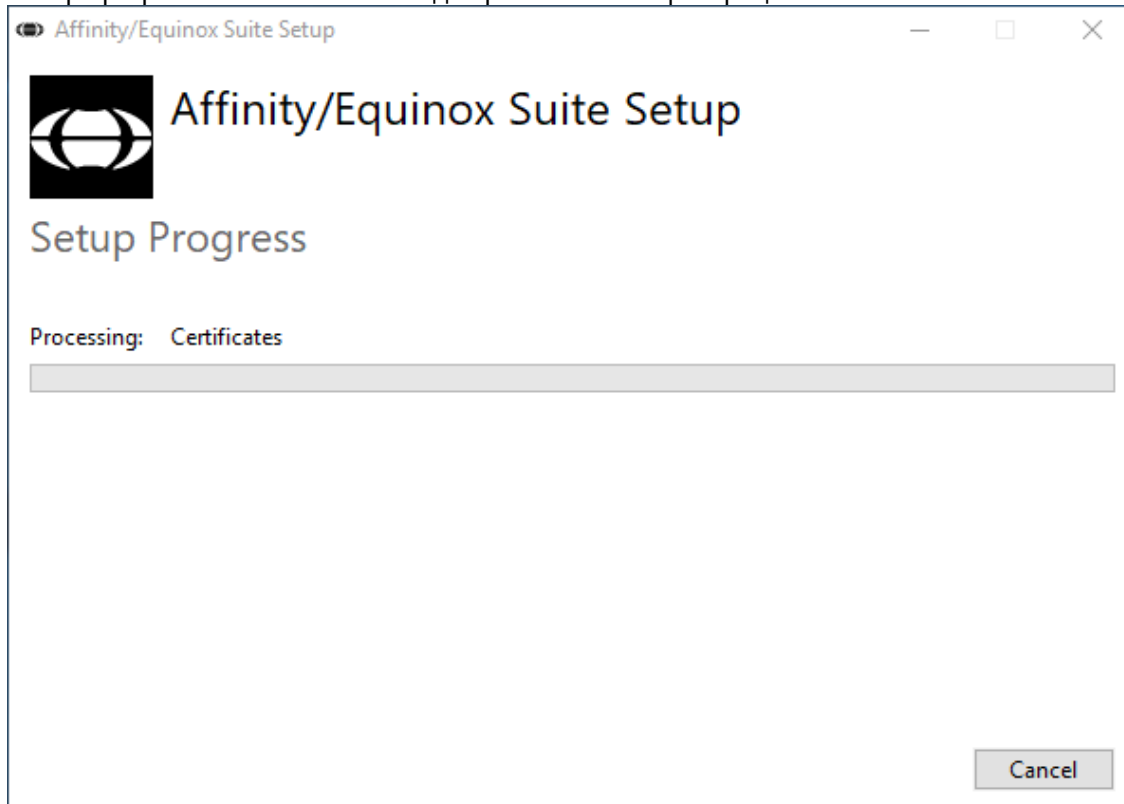 Affinity/Equinox Suite Setup
Affinity/Equinox Suite Setup
Setup Progress
Processing: Certificates
Cancel